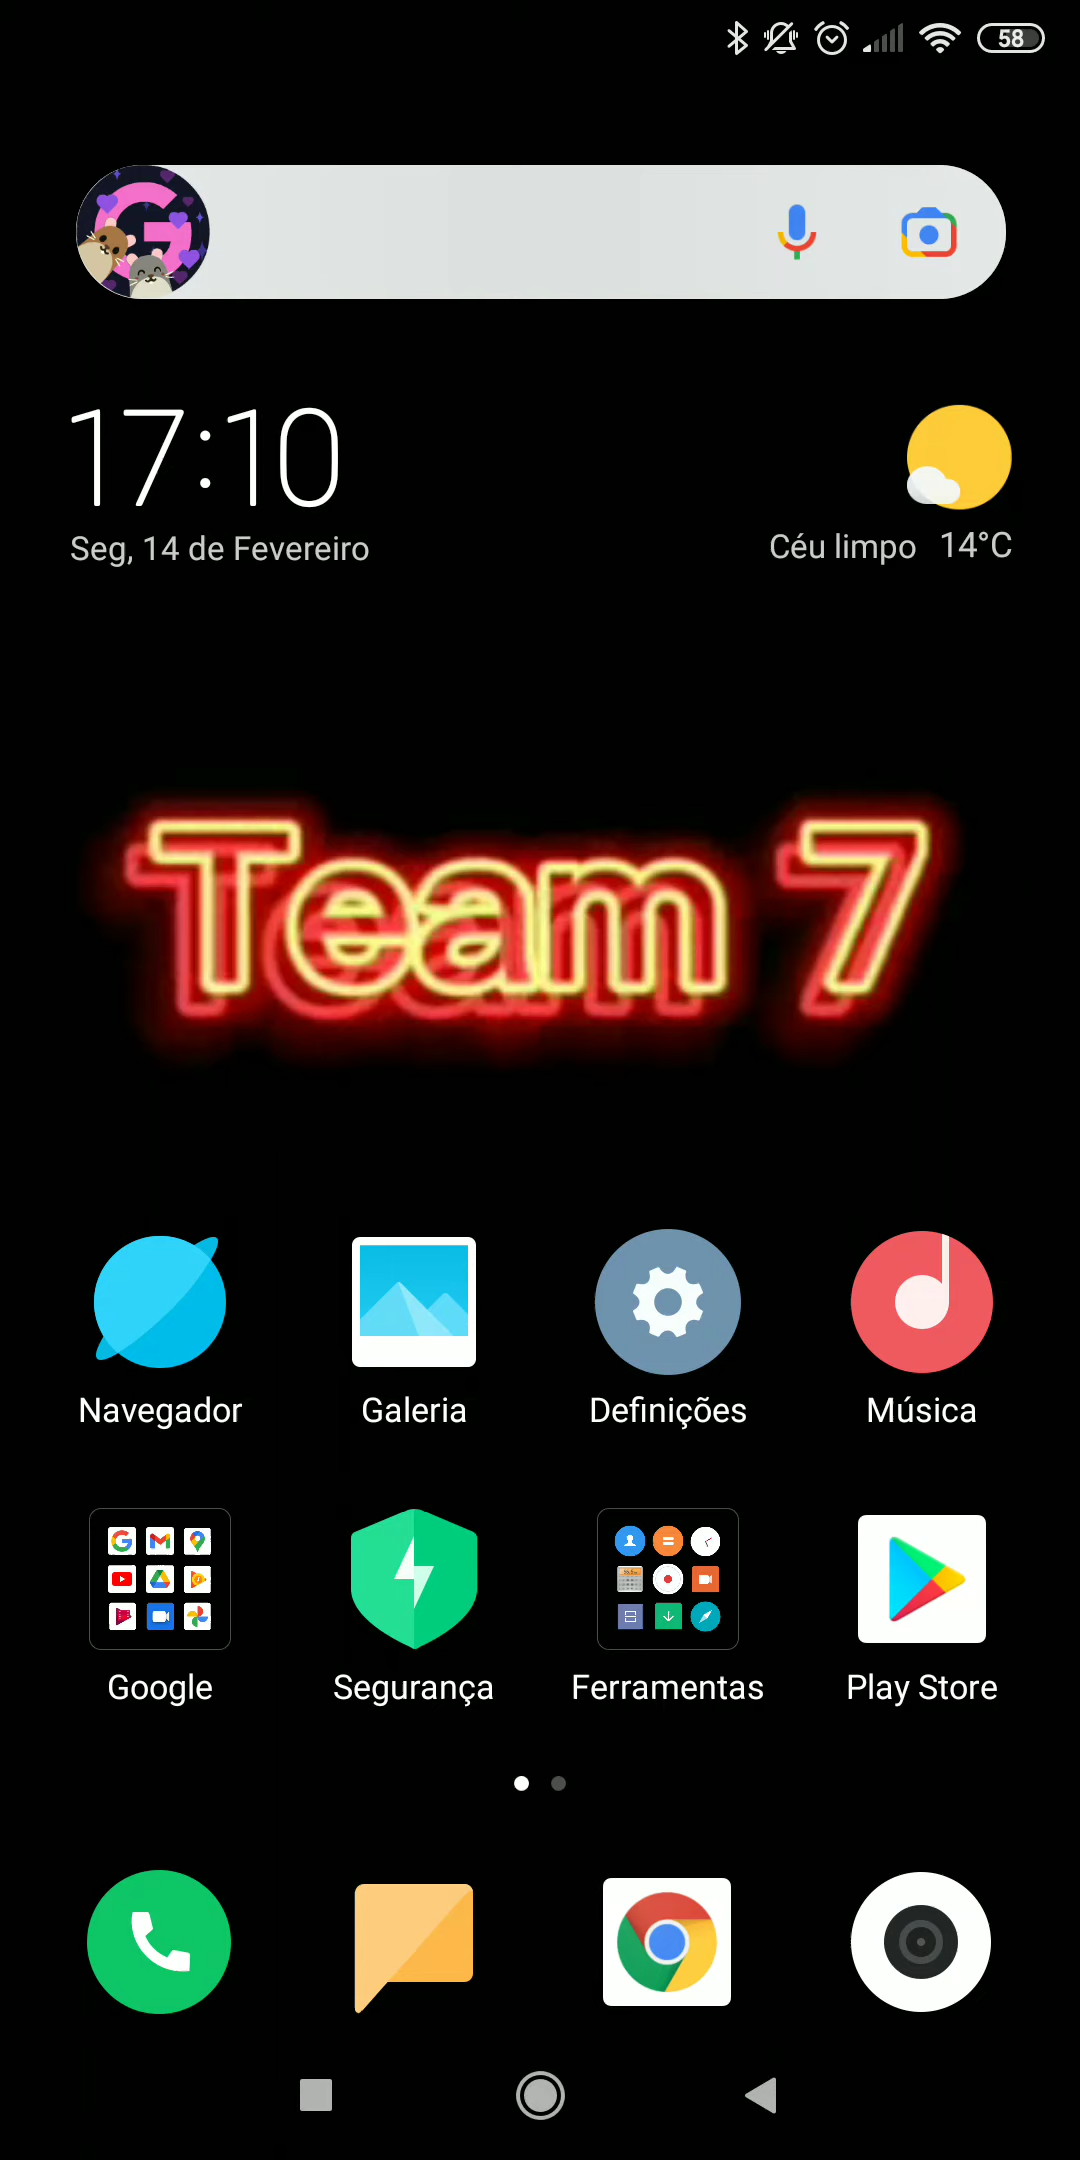 58
17:10
Seg, 14 de Fevereiro
Céu limpo 14°C
Team 7
Navegador Galeria Definições Música
Google Segurança Ferramentas Play Store